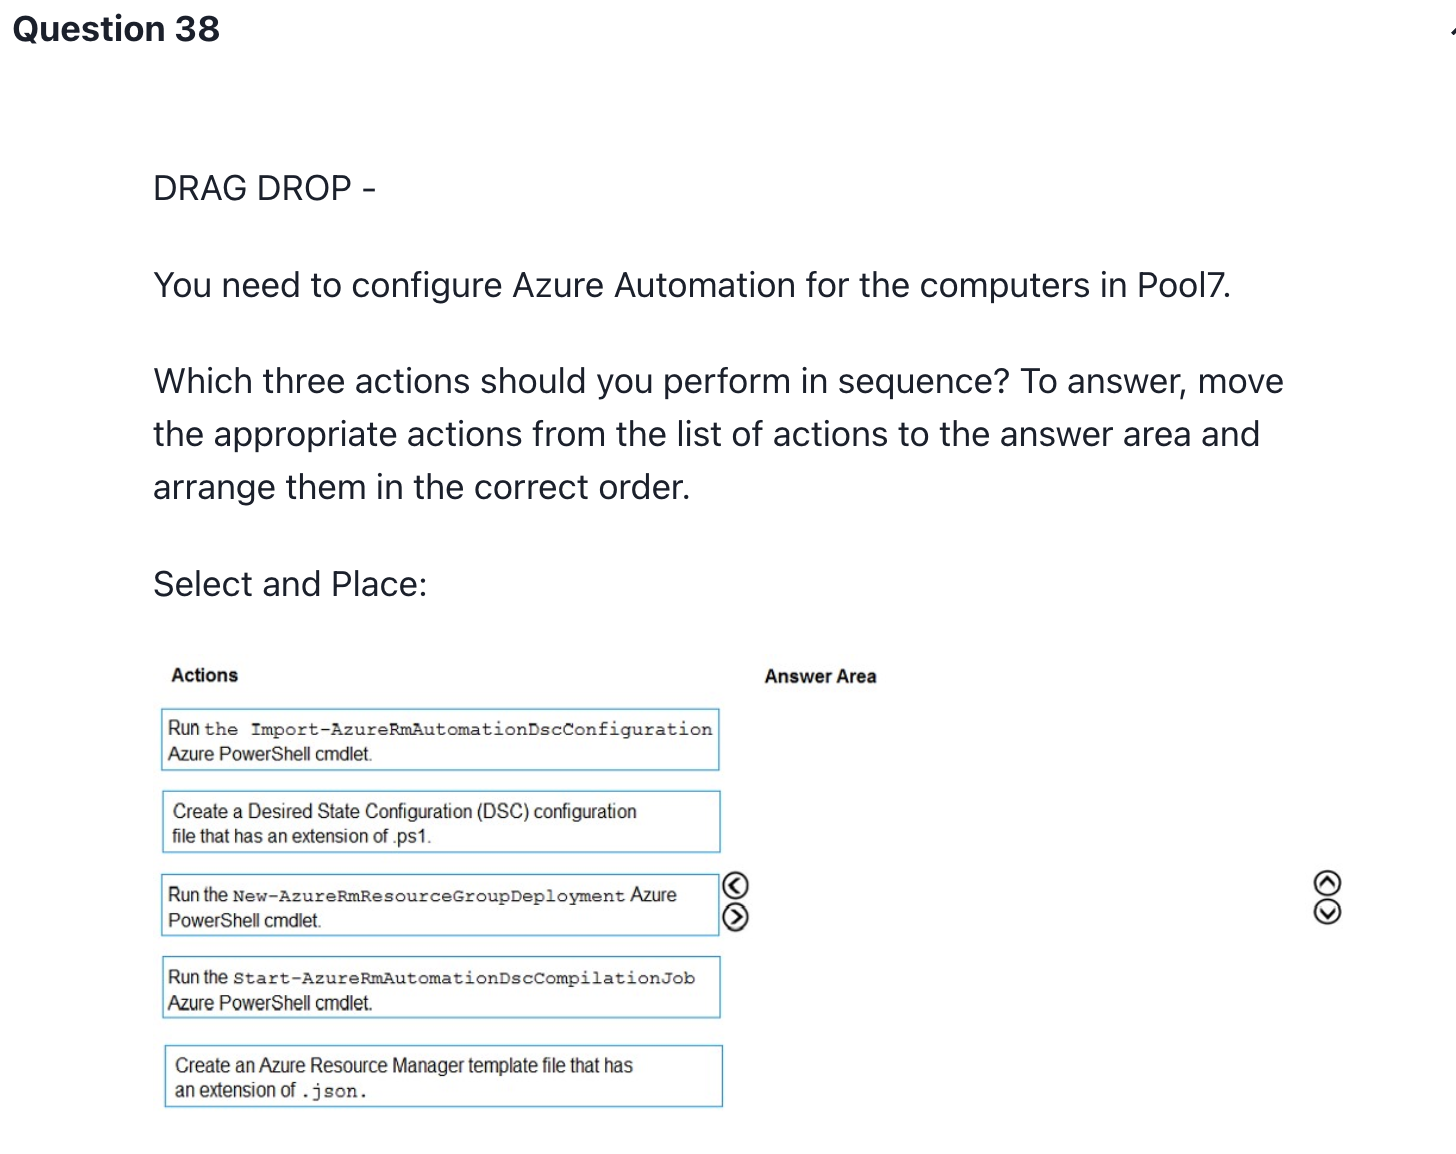 Question 38
DRAG DROP -
You need to configure Azure Automation for the computers in Pool7.
Which three actions should you perform in sequence? To answer, move
the appropriate actions from the list of actions to the answer area and
arrange them in the correct order.
Select and Place:
Actions
Answer Area
Run the Import-AzureRmAutomationDscConfiguration
Azure PowerShell cmdlet.
Create a Desired State Configuration (DSC) configuration
file that has an extension of .ps1.
Run the New-AzureRmResourceGroupDeployment Azure
PowerShell cmdlet.
Run the Start-AzureRmAutomationDscCompilationJob
Azure PowerShell cmdlet.
Create an Azure Resource Manager template file that has
an extension of .json.